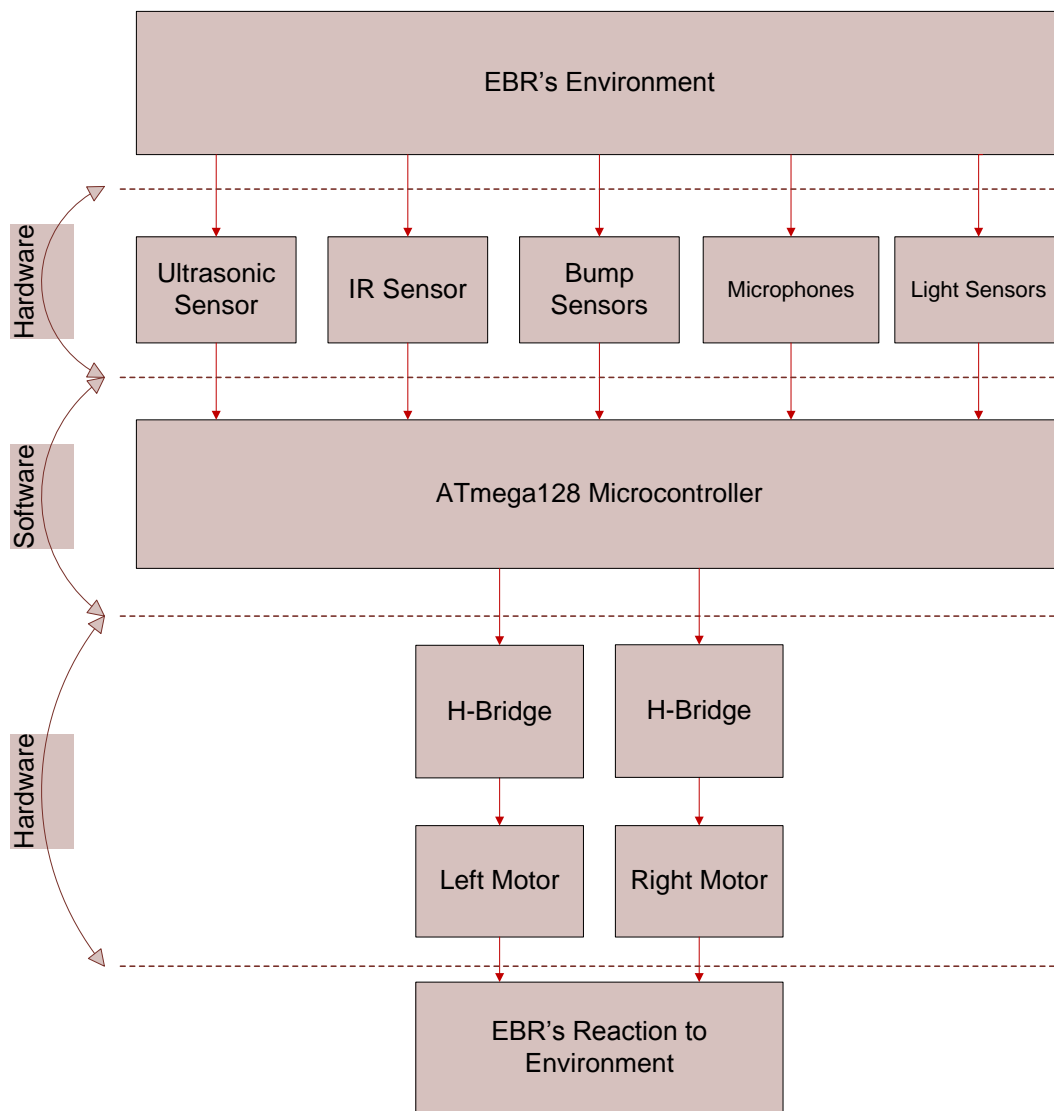 EBR's Environment
Hardware
Ultrasonic
Sensor
IR Sensor
Bump
Sensors
Microphones
Light Sensors
Software
ATmega128 Microcontroller
Hardware
H-Bridge
H-Bridge
Left Motor
Right Motor
EBR's Reaction to
Environment